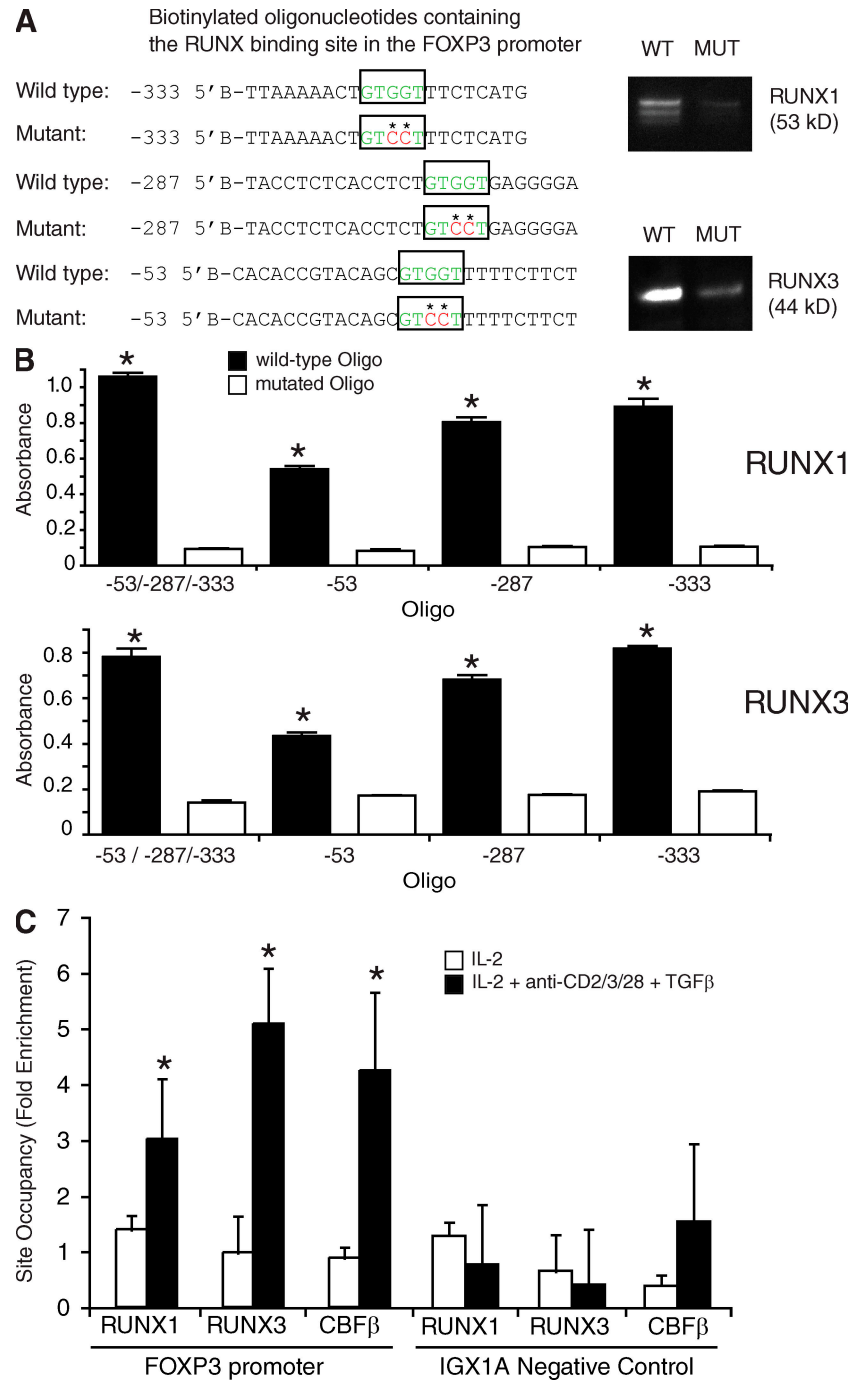 A
Biotinylated oligonucleotides containing
the RUNX binding site in the FOXP3 promoter
Wild type: -333 5′B-TTAAAAACTGTGGTTTCTCATG
Mutant: -333 5′B-TTAAAAACTGTCCTTTCTCATG
* *
Wild type: -287 5′B-TACCTCTCACCTCTGTGGTGAGGGGA
Mutant: -287 5′B-TACCTCTCACCTCTGTCCTGAGGGGA
* *
Wild type: -53 5′B-CACACCGTACAGCGTGGTTTTTCTTCT
Mutant: -53 5′B-CACACCGTACAGCGTCCTTTTTCTTCT
* *
WT MUT
RUNX1
(53 kD)
WT MUT
RUNX3
(44 kD)
B
wild-type Oligo
mutated Oligo
Absorbance
1.0
0.8
0.6
0.4
0.2
0
* * * *
RUNX1
-53/-287/-333 -53 -287 -333
Oligo
Absorbance
0.8
0.6
0.4
0.2
0
* * * *
RUNX3
-53 / -287/-333 -53 -287 -333
Oligo
C
Site Occupancy (Fold Enrichment)
7
6
5
4
3
2
1
0
* * *
IL-2
IL-2 + anti-CD2/3/28 + TGFβ
RUNX1 RUNX3 CBFβ RUNX1 RUNX3 CBFβ
FOXP3 promoter IGX1A Negative Control